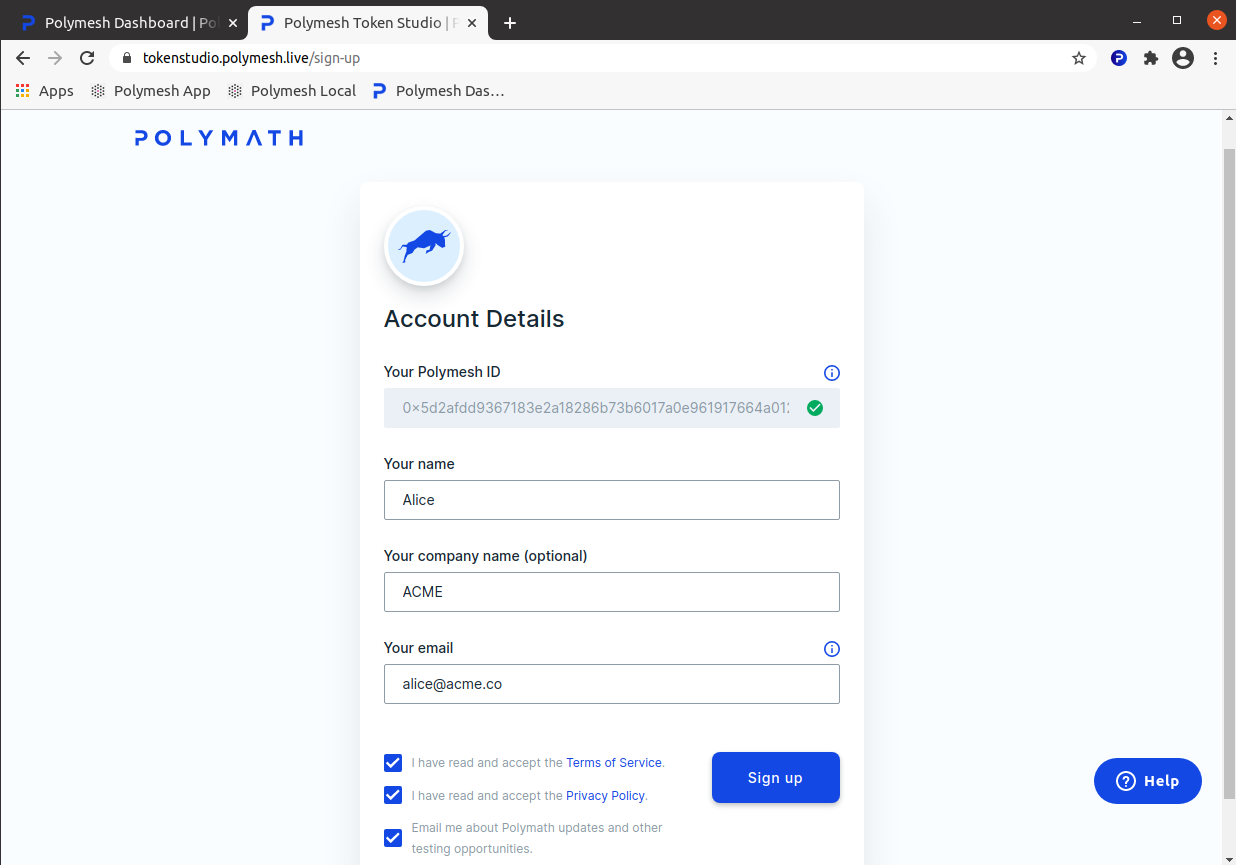 Polymesh Dashboard | Po
Polymesh Token Studio | P
tokenstudio.polymesh.live/sign-up
Apps
Polymesh App
Polymesh Local
Polymesh Das...
POLYMATH
Account Details
Your Polymesh ID
0x5d2afdd9367183e2a18286b73b6017a0e961917664a012
Your name
Alice
Your company name (optional)
ACME
Your email
alice@acme.co
I have read and accept the Terms of Service.
Sign up
I have read and accept the Privacy Policy.
Help
Email me about Polymath updates and other
testing opportunities.